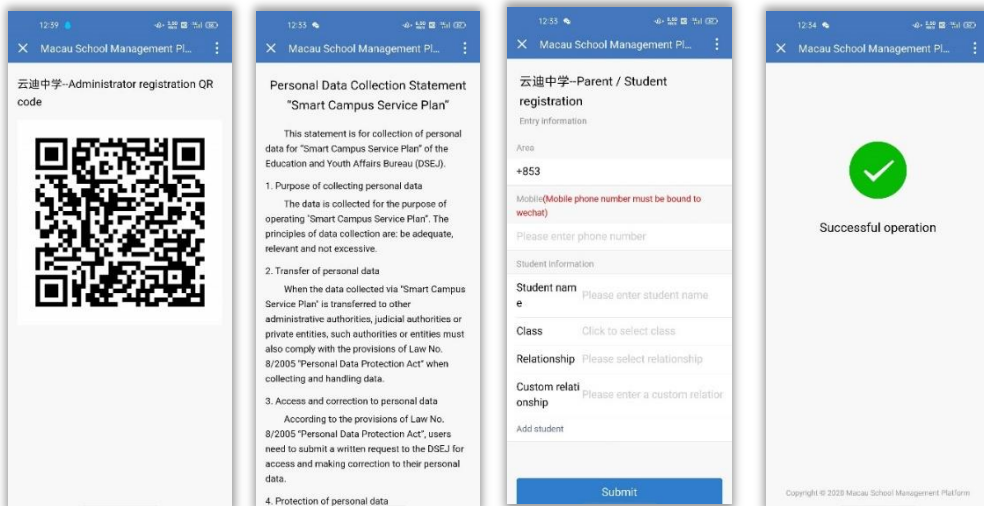 12:39
Macau School Management Pl...
云迪中学--Administrator registration QR
code
12:33
Macau School Management Pl...
Personal Data Collection Statement
"Smart Campus Service Plan"
This statement is for collection of personal
data for "Smart Campus Service Plan" of the
Education and Youth Affairs Bureau (DSEJ).
1. Purpose of collecting personal data
The data is collected for the purpose of
operating "Smart Campus Service Plan". The
principles of data collection are: be adequate,
relevant and not excessive.
2. Transfer of personal data
When the data collected via "Smart Campus
Service Plan" is transferred to other
administrative authorities, judicial authorities or
private entities, such authorities or entities must
also comply with the provisions of Law No.
8/2005 "Personal Data Protection Act" when
collecting and handling data.
3. Access and correction to personal data
According to the provisions of Law No.
8/2005 "Personal Data Protection Act", users
need to submit a written request to the DSEJ for
access and making correction to their personal
data.
4. Protection of personal data
12:33
Macau School Management Pl...
云迪中学--Parent / Student
registration
Entry information
Area
+853
Mobile(Mobile phone number must be bound to
wechat)
Please enter phone number
Student information
Student nam
e
Please enter student name
Class Click to select class
Relationship Please select relationship
Custom relati
onship
Please enter a custom relatior
Add student
Submit
12:34
Macau School Management Pl...
Successful operation
Copyright © 2020 Macau School Management Platform